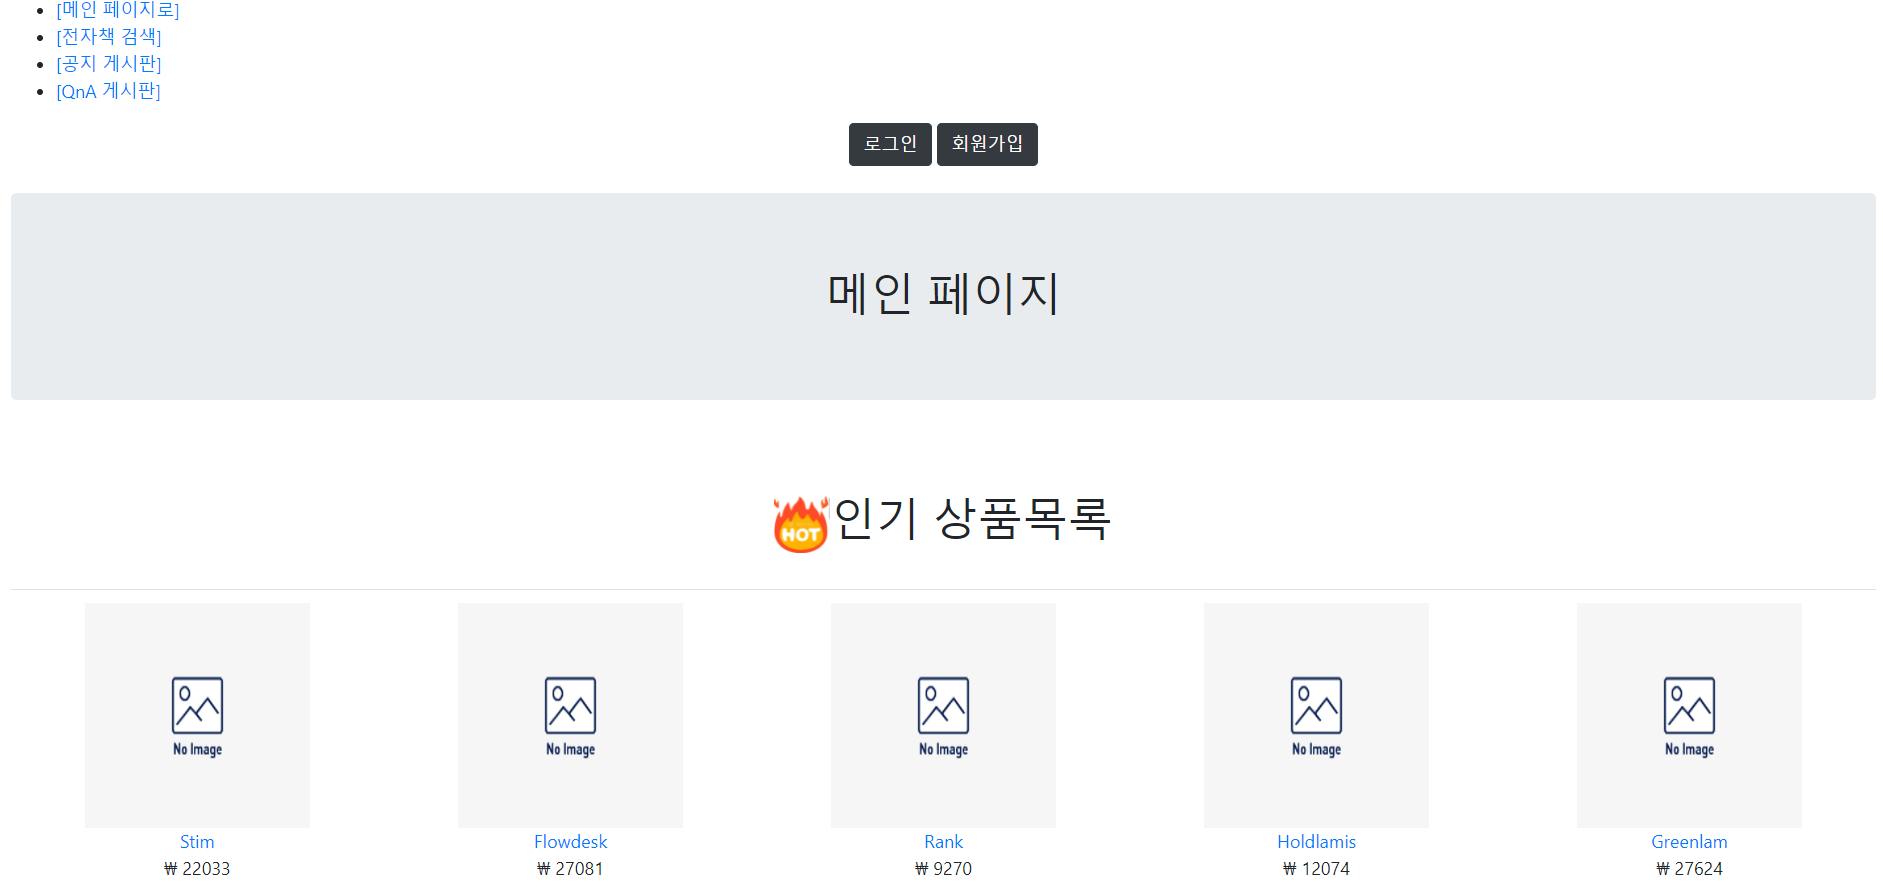 [메인 페이지로]
[전자책 검색]
[공지 게시판]
[QnA 게시판]
로그인 회원가입
메인 페이지
HOT 인기 상품목록
No Image No Image No Image No Image No Image
Stim Flowdesk Rank Holdlamis Greenlam
₩ 22033 ₩ 27081 ₩ 9270 ₩ 12074 ₩ 27624